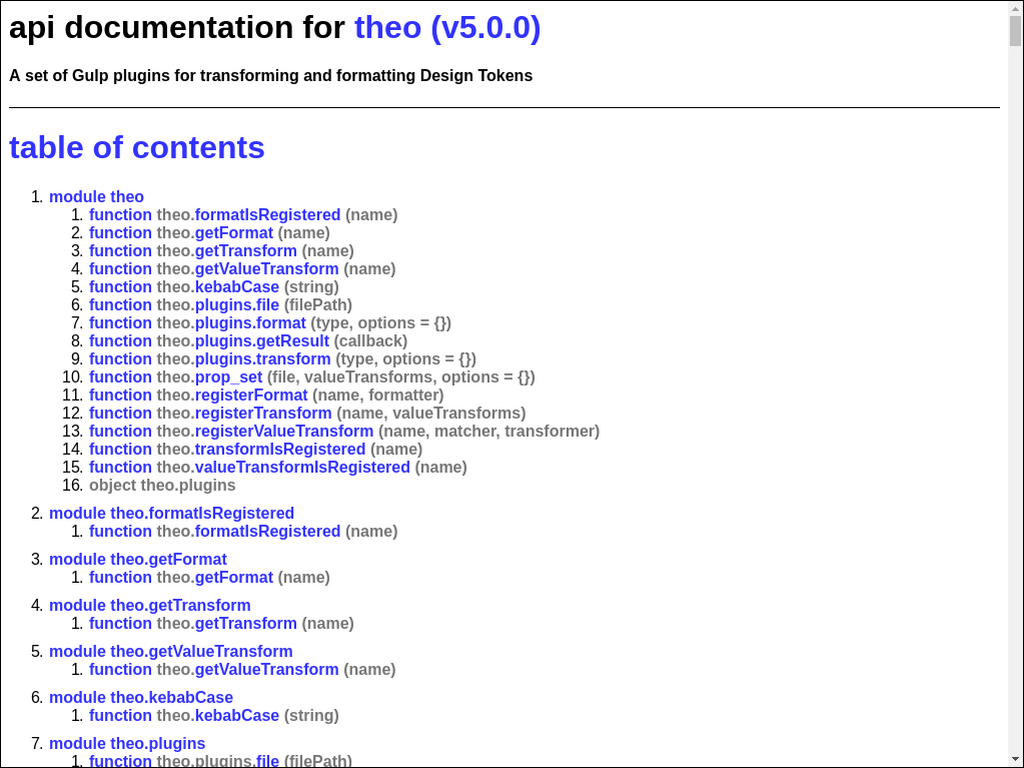 api documentation for theo (v5.0.0)
A set of Gulp plugins for transforming and formatting Design Tokens
table of contents
1. module theo
1. function theo.formatIsRegistered (name)
2. function theo.getFormat (name)
3. function theo.getTransform (name)
4. function theo.getValueTransform (name)
5. function theo.kebabCase (string)
6. function theo.plugins.file (filePath)
7. function theo.plugins.format (type, options = {})
8. function theo.plugins.getResult (callback)
9. function theo.plugins.transform (type, options = {})
10. function theo.prop_set (file, valueTransforms, options = {})
11. function theo.registerFormat (name, formatter)
12. function theo.registerTransform (name, valueTransforms)
13. function theo.registerValueTransform (name, matcher, transformer)
14. function theo.transformIsRegistered (name)
15. function theo.valueTransformIsRegistered (name)
16. object theo.plugins
2. module theo.formatIsRegistered
1. function theo.formatIsRegistered (name)
3. module theo.getFormat
1. function theo.getFormat (name)
4. module theo.getTransform
1. function theo.getTransform (name)
5. module theo.getValueTransform
1. function theo.getValueTransform (name)
6. module theo.kebabCase
1. function theo.kebabCase (string)
7. module theo.plugins
1. function theo.plugins.file (filePath)